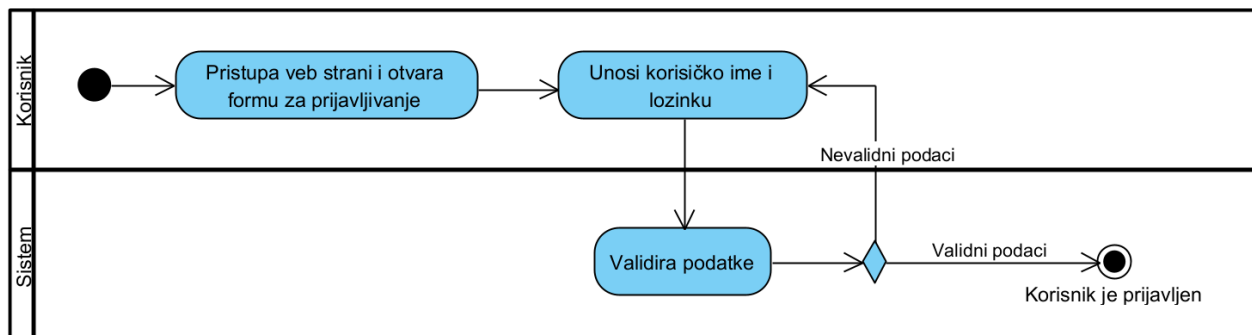 Korisnik
Pristupa veb strani i otvara
formu za prijavljivanje
Unosi korisičko ime i
lozinku
Nevalidni podaci
Sistem
Validira podatke
Validni podaci
Korisnik je prijavljen